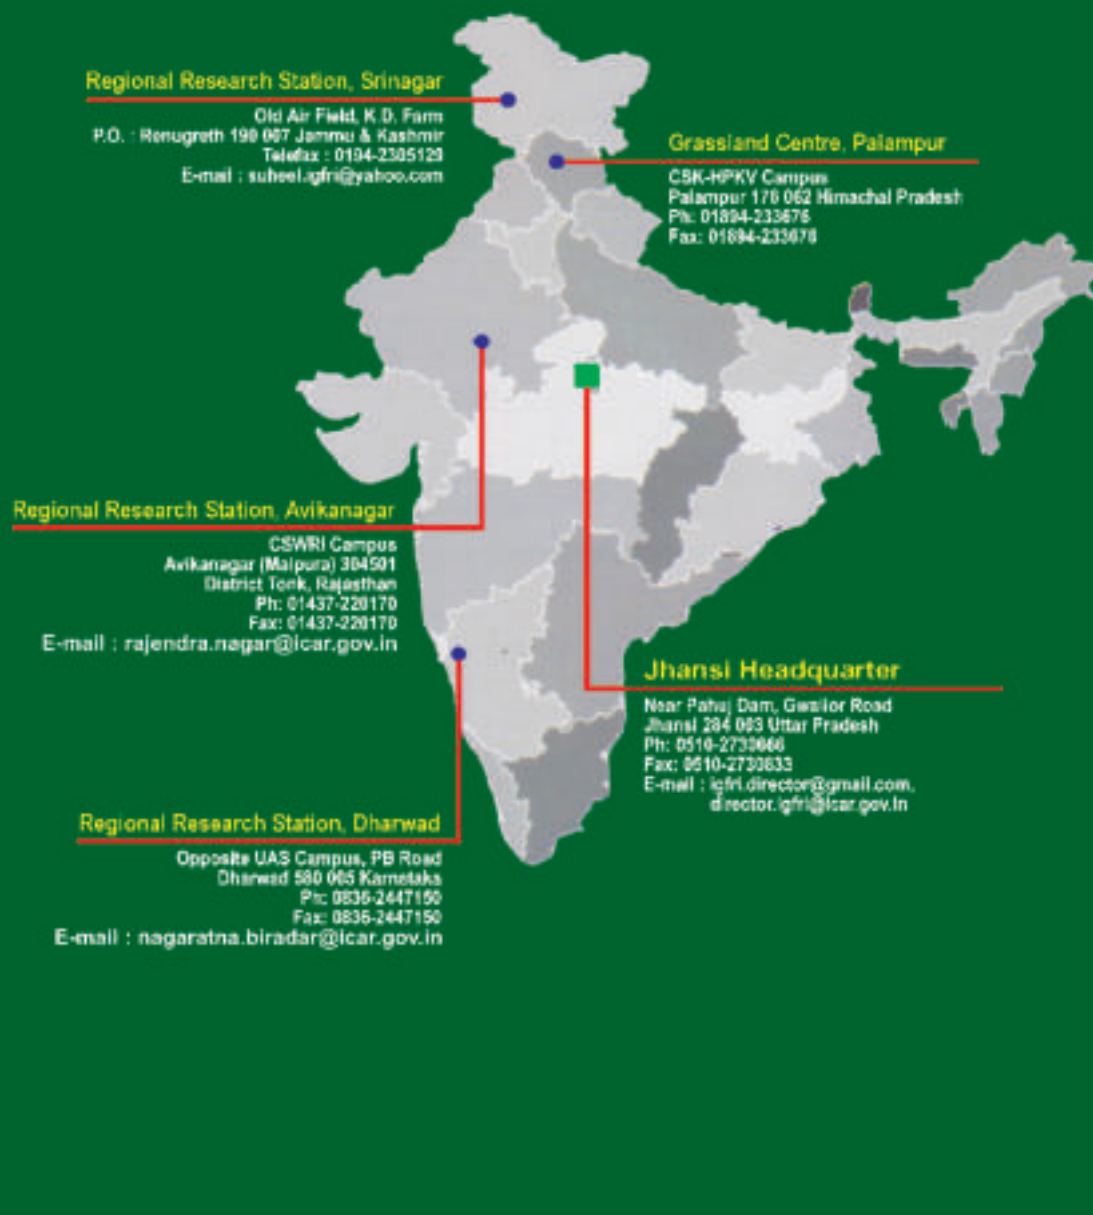 Regional Research Station, Srinagar
Old Air Field, K.D. Farm
P.O. : Renugreth 190 007 Jammu & Kashmir
Telefax : 0194-2305129
E-mail : suheel.igfri@yahoo.com
Grassland Centre, Palampur
CSK-HPKV Campus
Palampur 176 062 Himachal Pradesh
Ph: 01894-233676
Fax: 01894-233676
Regional Research Station, Avikanagar
CSWRI Campus
Avikanagar (Malpura) 304501
District Tonk, Rajasthan
Ph: 01437-220170
Fax: 01437-220170
E-mail : rajendra.nagar@icar.gov.in
Jhansi Headquarter
Near Pahuj Dam, Gwalior Road
Jhansi 284 003 Uttar Pradesh
Ph: 0510-2730666
Fax: 0510-2730833
E-mail : igfri.director@gmail.com,
director.igfri@icar.gov.in
Regional Research Station, Dharwad
Opposite UAS Campus, PB Road
Dharwad 580 005 Karnataka
Ph: 0836-2447150
Fax: 0836-2447150
E-mail : nagaratna.biradar@icar.gov.in